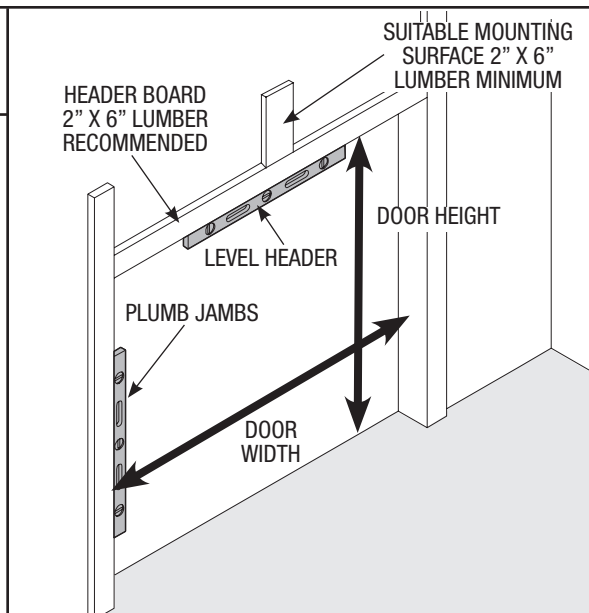 SUITABLE MOUNTING
SURFACE 2” X 6”
LUMBER MINIMUM
HEADER BOARD
2” X 6” LUMBER
RECOMMENDED
DOOR HEIGHT
LEVEL HEADER
PLUMB JAMBS
DOOR
WIDTH